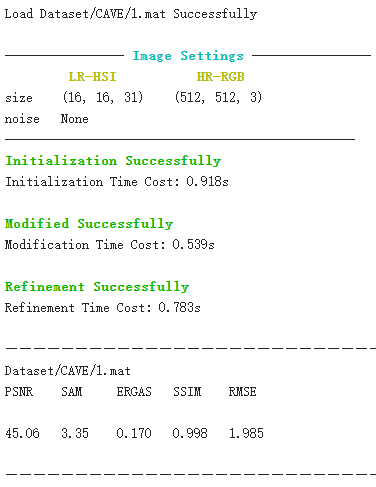 Load Dataset/CAVE/1.mat Successfully
Image Settings
LR-HSI HR-RGB
size (16, 16, 31) (512, 512, 3)
noise None
Initialization Successfully
Initialization Time Cost: 0.918s
Modified Successfully
Modification Time Cost: 0.539s
Refinement Successfully
Refinement Time Cost: 0.783s
Dataset/CAVE/1.mat
PSNR SAM ERGAS SSIM RMSE
45.06 3.35 0.170 0.998 1.985